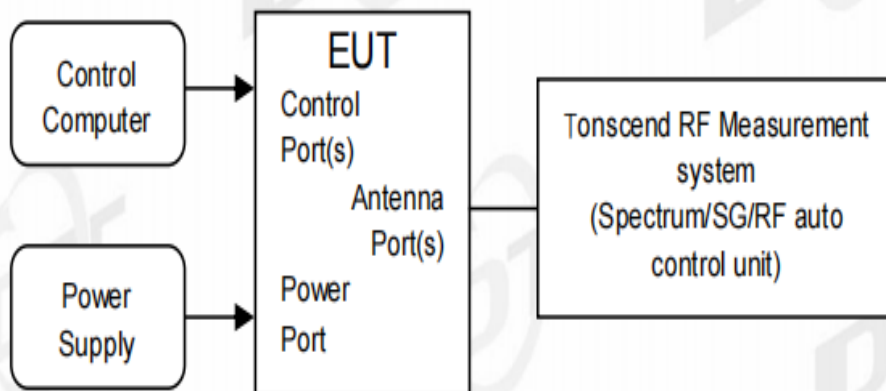 Control
Computer
EUT
Control
Port(s)
Antenna
Port(s)
Power
Port
Power
Supply
Tonscend RF Measurement
system
(Spectrum/SG/RF auto
control unit)